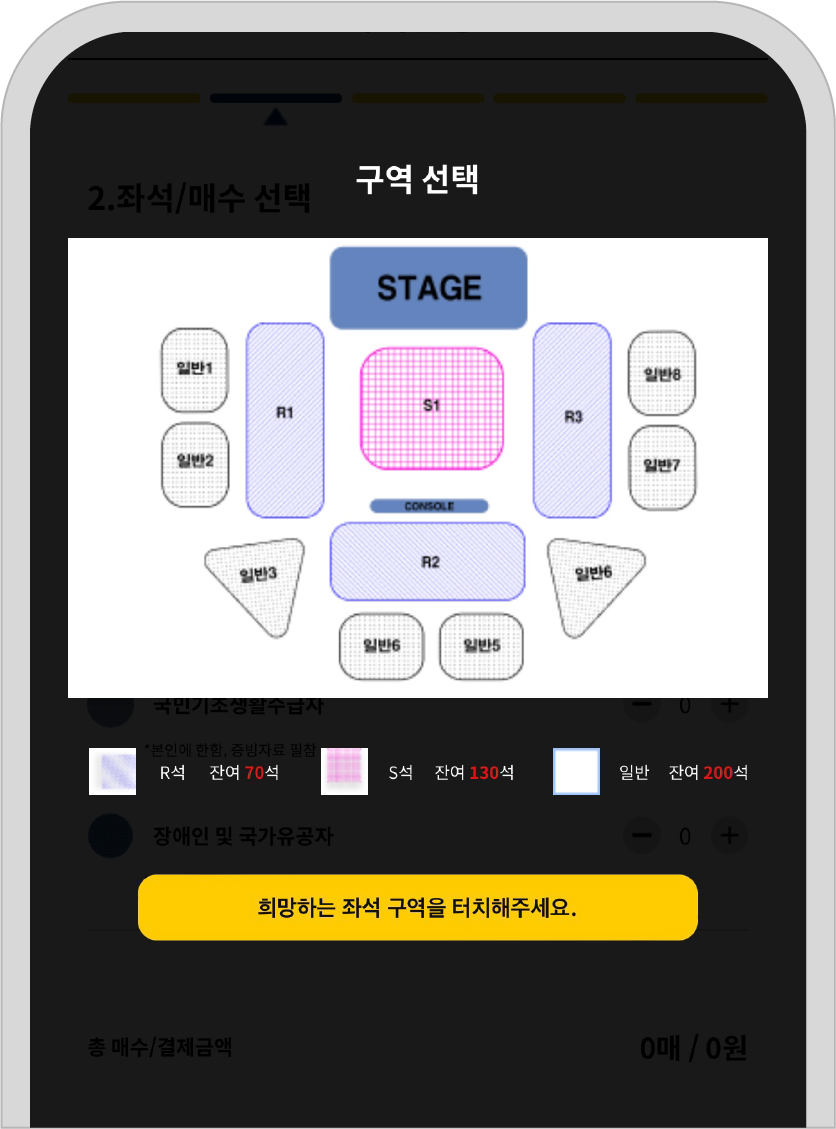 2.좌석/매수 선택
구역 선택
STAGE
일반1
R1
S1
R3
일반8
일반2
일반7
CONSOLE
일반3
R2
일반6
일반6
일반5
국민기초생활수급자
0
*본인에 한함, 증빙자료 필참
R석 잔여 70석
S석 잔여 130석
일반 잔여 200석
장애인 및 국가유공자
0
희망하는 좌석 구역을 터치해주세요.
총 매수/결제금액
0매 / 0원